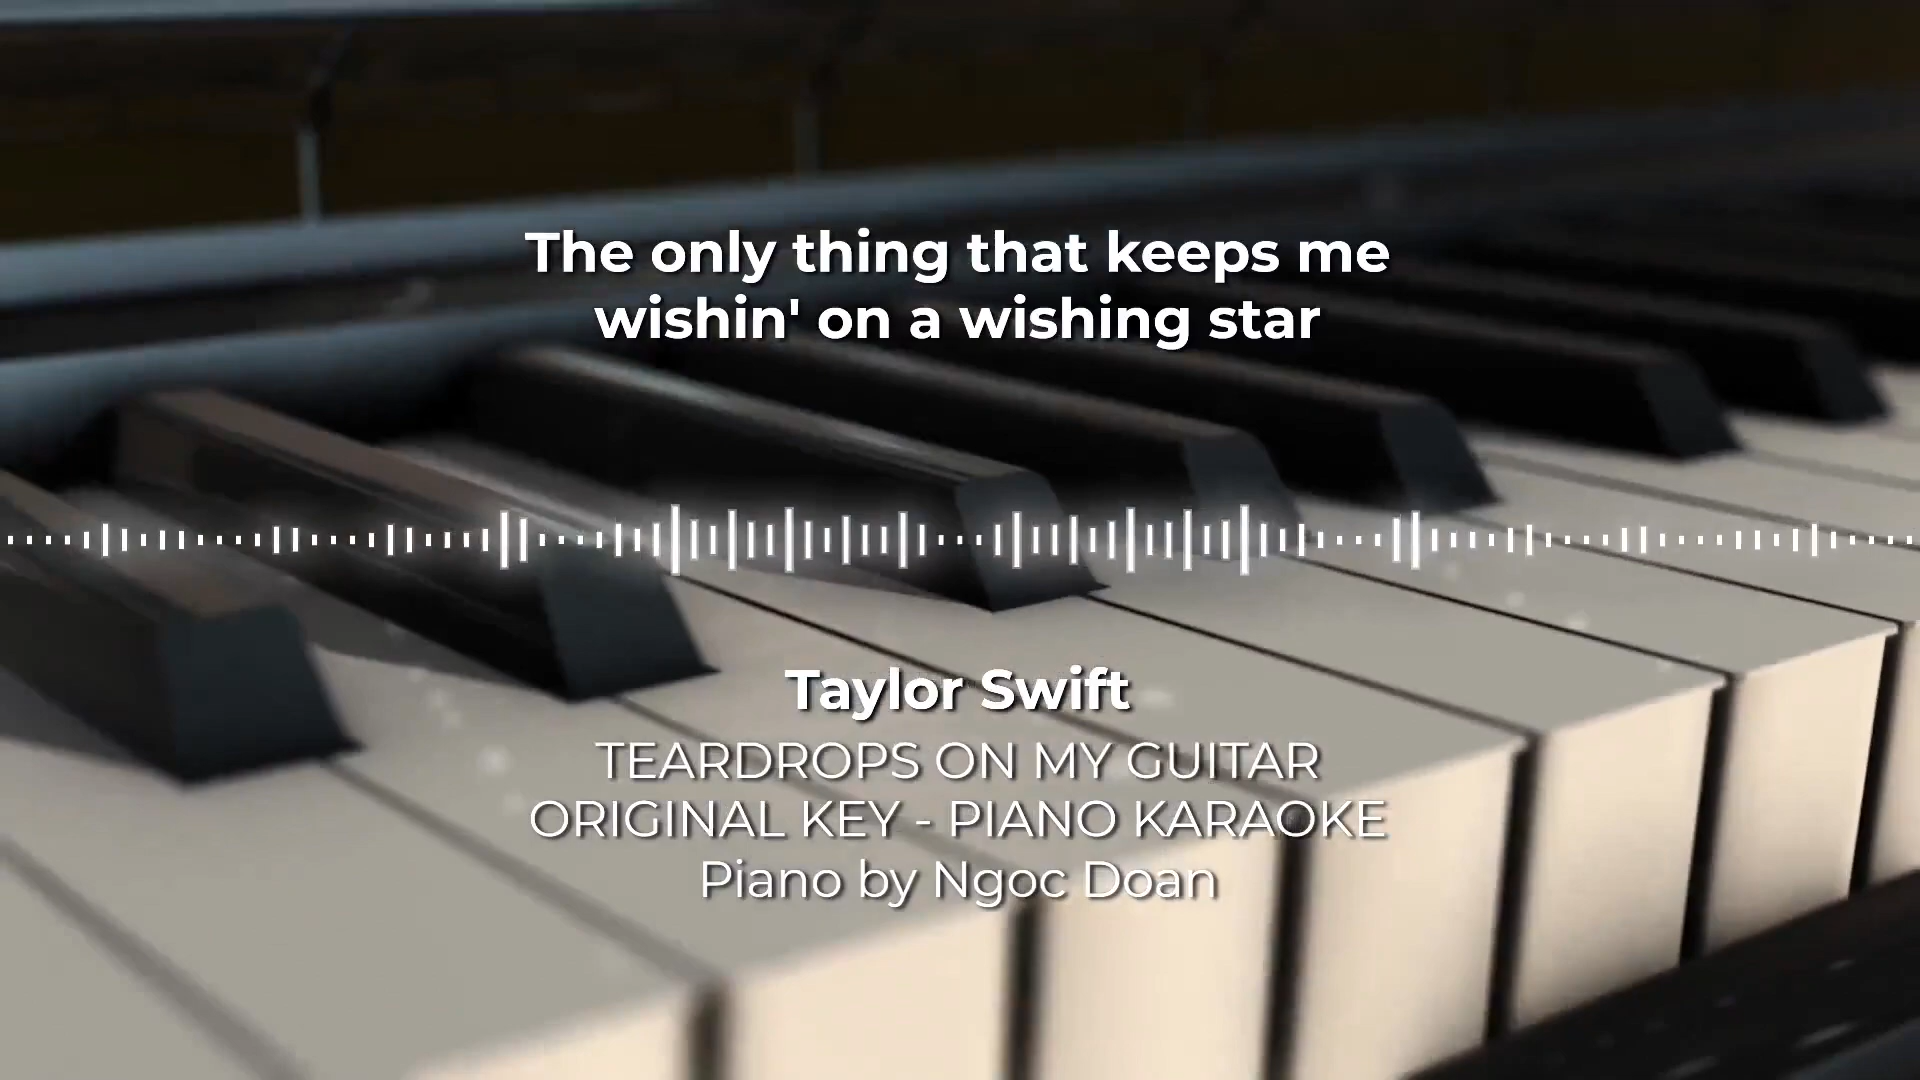 The only thing that keeps me
wishin' on a wishing star
Taylor Swift
TEARDROPS ON MY GUITAR
ORIGINAL KEY - PIANO KARAOKE
Piano by Ngoc Doan